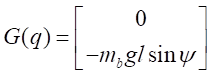 G(q) = [ 0
-m_b g l sin ψ ]